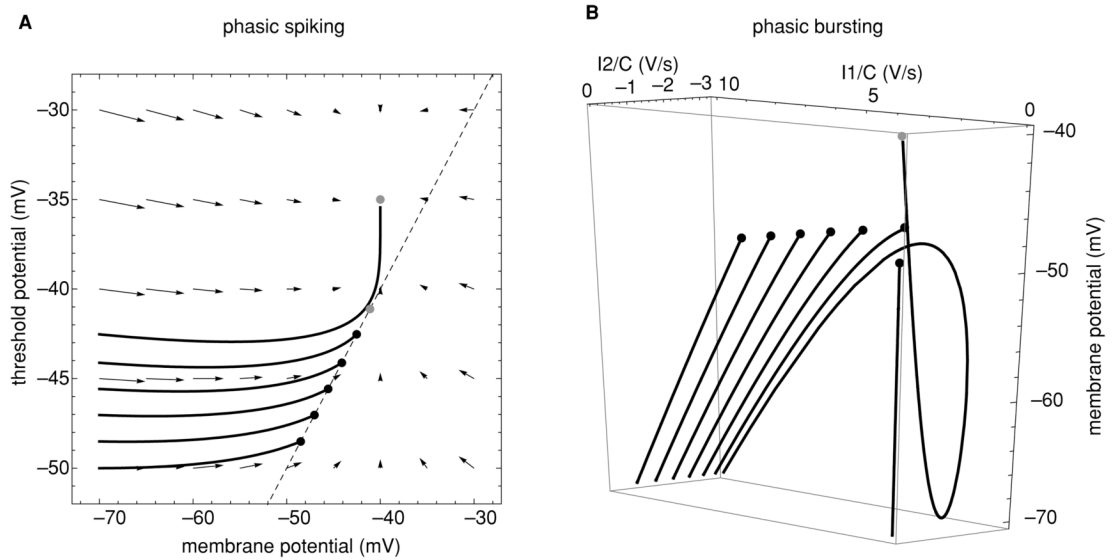 A
phasic spiking
−30
−35
−40
−45
−50
threshold potential (mV)
−70
−60
−50
−40
−30
membrane potential (mV)
B
phasic bursting
I2/C (V/s)
0
−1
−2
−3
I1/C (V/s)
10
5
0
−40
−50
−60
−70
membrane potential (mV)